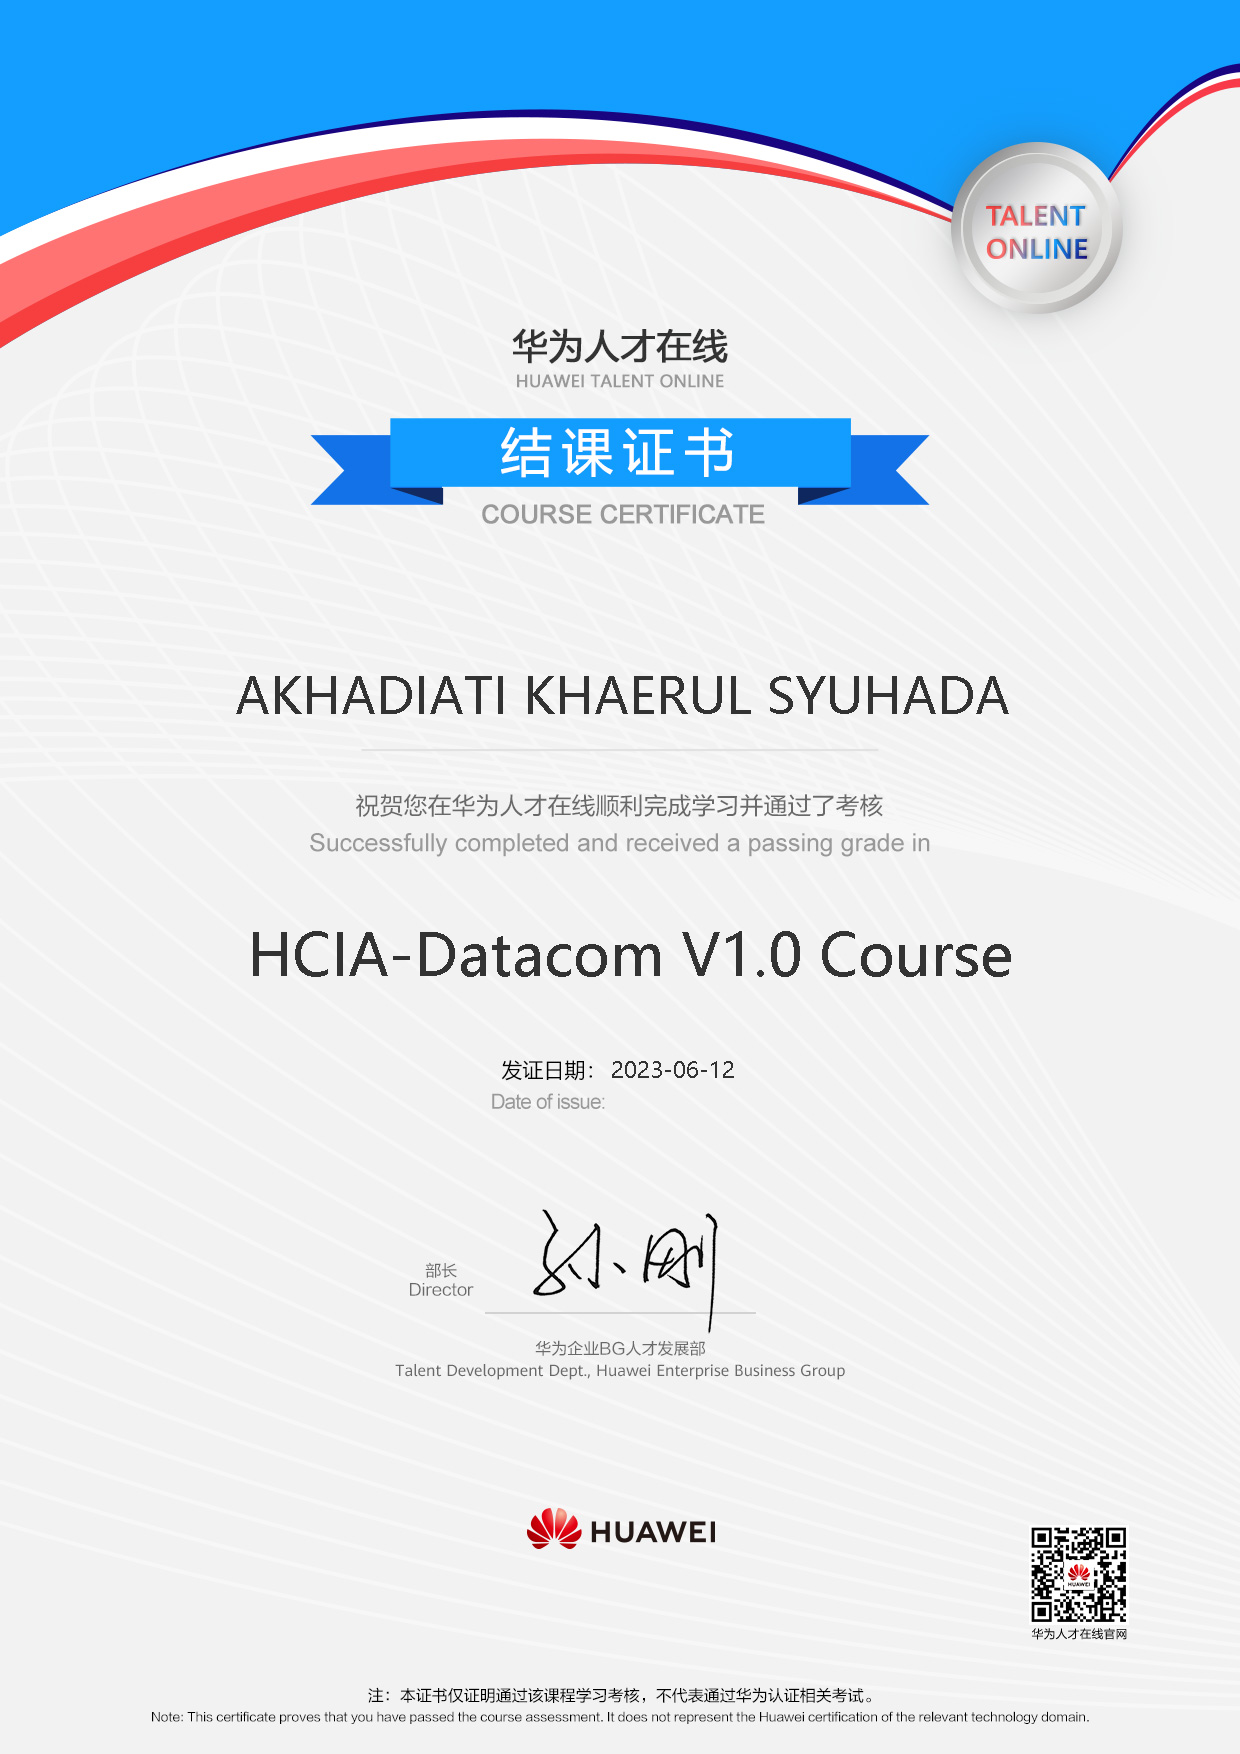 TALENT
ONLINE
华为人才在线
HUAWEI TALENT ONLINE
结课证书
COURSE CERTIFICATE
AKHADIATI KHAERUL SYUHADA
祝贺您在华为人才在线顺利完成学习并通过了考核
Successfully completed and received a passing grade in
HCIA-Datacom V1.0 Course
发证日期： 2023-06-12
Date of issue:
孙刚
部长
Director
华为企业BG人才发展部
Talent Development Dept., Huawei Enterprise Business Group
HUAWEI
HUAWEI
华为人才在线官网
注：本证书仅证明通过该课程学习考核，不代表通过华为认证相关考试。
Note: This certificate proves that you have passed the course assessment. It does not represent the Huawei certification of the relevant technology domain.